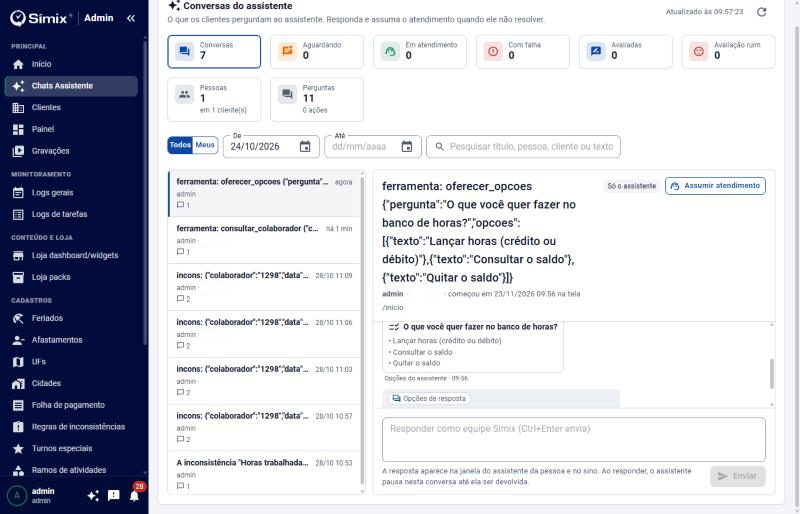 Simix
Admin
PRINCIPAL
Início
Chats Assistente
Clientes
Painel
Gravações
MONITORAMENTO
Logs gerais
Logs de tarefas
CONTEÚDO E LOJA
Loja dashboard/widgets
Loja packs
CADASTROS
Feriados
Afastamentos
UFs
Cidades
Folha de pagamento
Regras de inconsistências
Turnos especiais
Ramos de atividades
A
admin
admin
28
Conversas do assistente
O que os clientes perguntam ao assistente. Responda e assuma o atendimento quando ele não resolver.
Atualizado às 09:57:23
Conversas
7
Aguardando
0
Em atendimento
0
Com falha
0
Avaliadas
0
Avaliação ruim
0
Pessoas
1
em 1 cliente(s)
Perguntas
11
0 ações
Todos
Meus
De
24/10/2026
Até
dd/mm/aaaa
Pesquisar título, pessoa, cliente ou texto
ferramenta: oferecer_opcoes {"pergunta"... agora
admin ·
1
ferramenta: consultar_colaborador {"c... há 1 min
admin ·
1
incons: {"colaborador":"1298","data"... 28/10 11:09
admin ·
2
incons: {"colaborador":"1298","data"... 28/10 11:06
admin ·
2
incons: {"colaborador":"1298","data"... 28/10 11:03
admin ·
2
incons: {"colaborador":"1298","data"... 28/10 10:57
admin ·
2
A inconsistência "Horas trabalhada... 28/10 10:53
admin ·
1
ferramenta: oferecer_opcoes
{"pergunta":"O que você quer fazer no
banco de horas?","opcoes":
[{"texto":"Lançar horas (crédito ou
débito)"},{"texto":"Consultar o saldo"},
{"texto":"Quitar o saldo"}]}
Só o assistente
Assumir atendimento
admin · · começou em 23/11/2026 09:56 na tela
/inicio
O que você quer fazer no banco de horas?
• Lançar horas (crédito ou débito)
• Consultar o saldo
• Quitar o saldo
Opções do assistente · 09:56
Opções de resposta
Responder como equipe Simix (Ctrl+Enter envia)
A resposta aparece na janela do assistente da pessoa e no sino. Ao responder, o assistente
pausa nesta conversa até ela ser devolvida.
Enviar